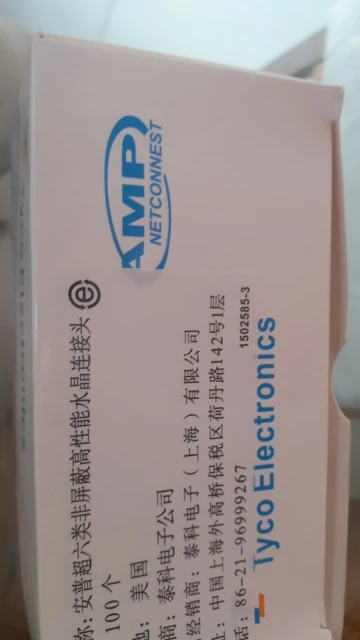 AMP
NETCONNEST
称:安普超六类非屏蔽高性能水晶连接头
100个
地:美国
商:泰科电子公司
经销商:泰科电子(上海)有限公司
址:中国上海外高桥保税区荷丹路142号1层
话:86-21-96999267
1502585-3
Tyco Electronics